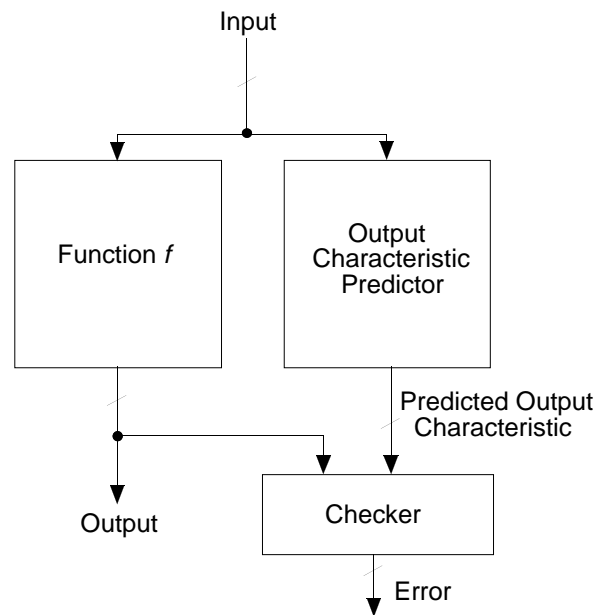 Input
Function f
Output
Characteristic
Predictor
Predicted Output
Characteristic
Checker
Output
Error